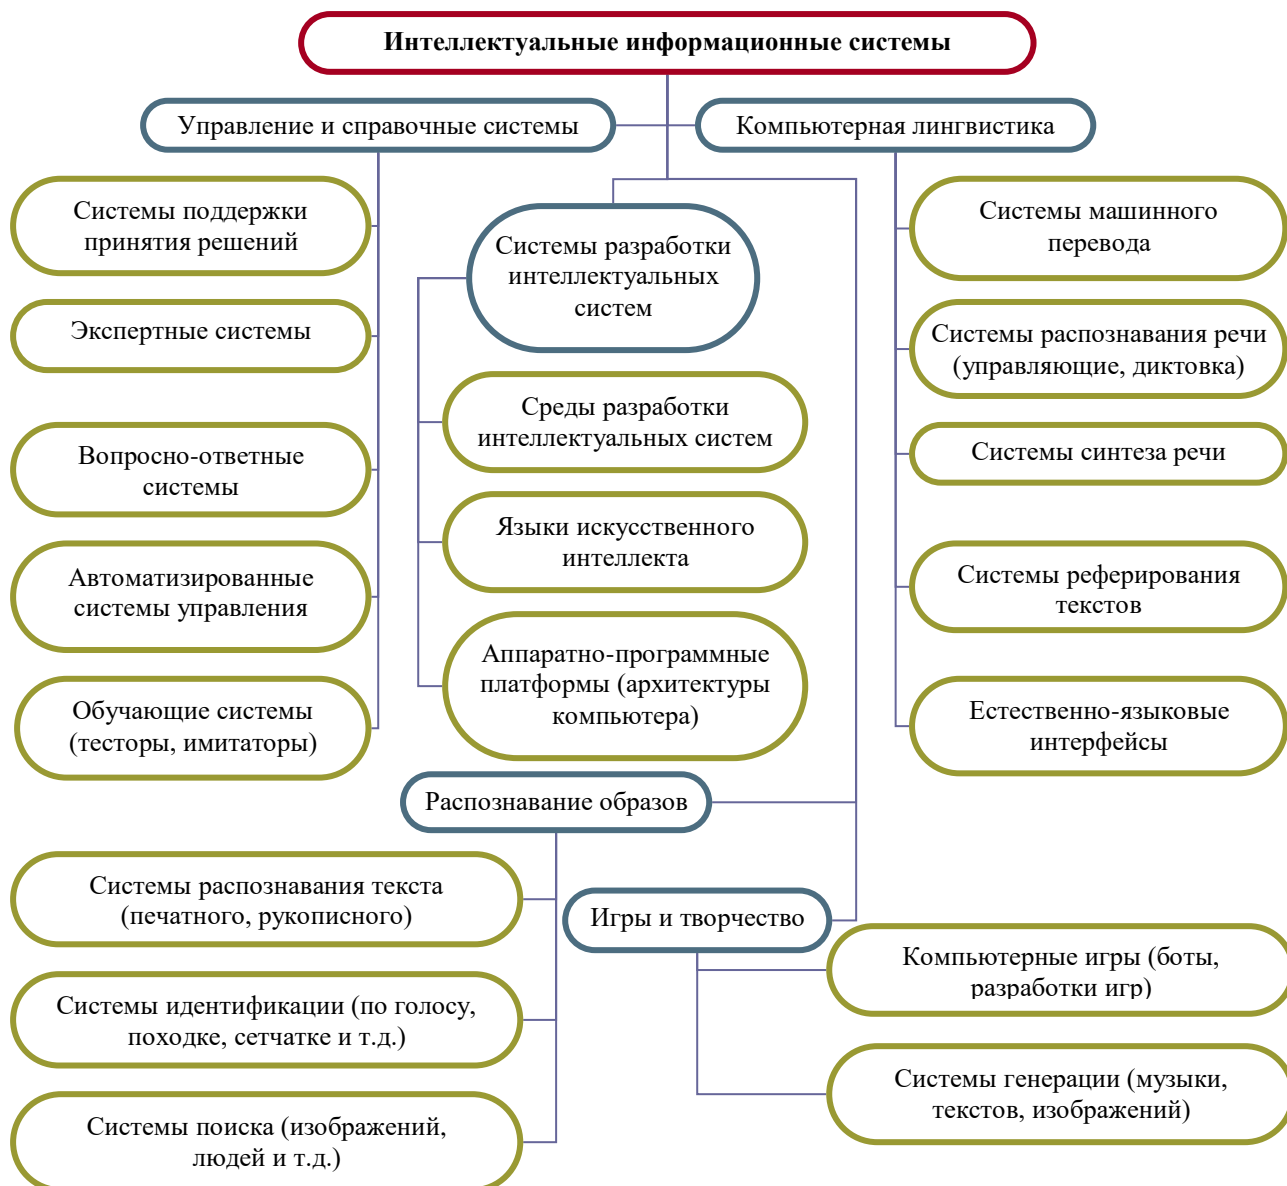 Интеллектуальные информационные системы
Управление и справочные системы
Компьютерная лингвистика
Системы поддержки
принятия решений
Экспертные системы
Вопросно-ответные
системы
Автоматизированные
системы управления
Обучающие системы
(тесторы, имитаторы)
Системы разработки
интеллектуальных
систем
Среды разработки
интеллектуальных систем
Языки искусственного
интеллекта
Аппаратно-программные
платформы (архитектуры
компьютера)
Системы машинного
перевода
Системы распознавания речи
(управляющие, диктовка)
Системы синтеза речи
Системы реферирования
текстов
Естественно-языковые
интерфейсы
Распознавание образов
Системы распознавания текста
(печатного, рукописного)
Системы идентификации (по голосу,
походке, сетчатке и т.д.)
Системы поиска (изображений,
людей и т.д.)
Игры и творчество
Компьютерные игры (боты,
разработки игр)
Системы генерации (музыки,
текстов, изображений)